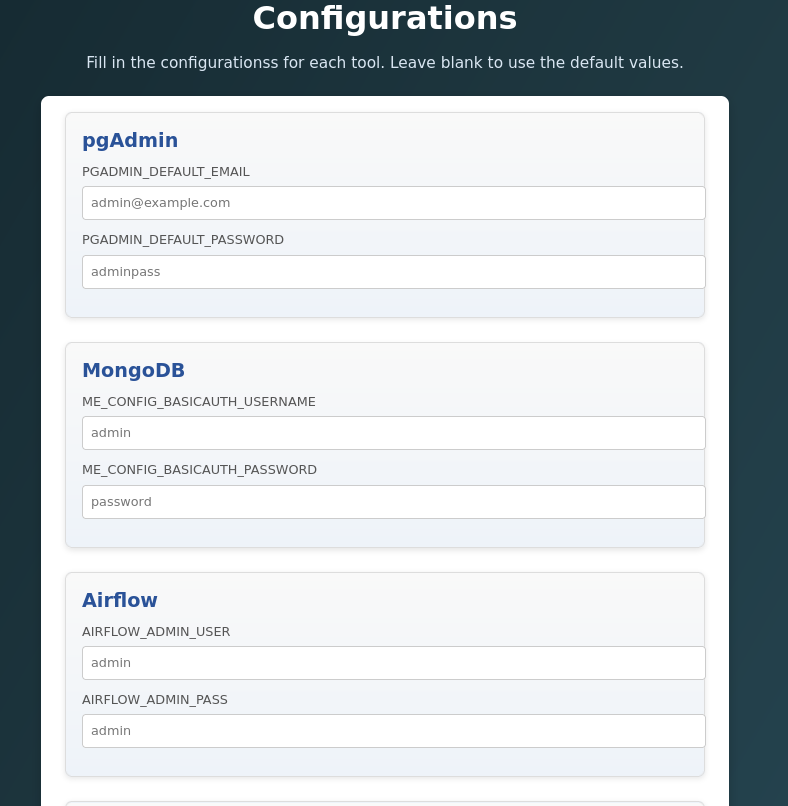 Configurations
Fill in the configurationss for each tool. Leave blank to use the default values.
pgAdmin
PGADMIN_DEFAULT_EMAIL
admin@example.com
PGADMIN_DEFAULT_PASSWORD
adminpass
MongoDB
ME_CONFIG_BASICAUTH_USERNAME
admin
ME_CONFIG_BASICAUTH_PASSWORD
password
Airflow
AIRFLOW_ADMIN_USER
admin
AIRFLOW_ADMIN_PASS
admin